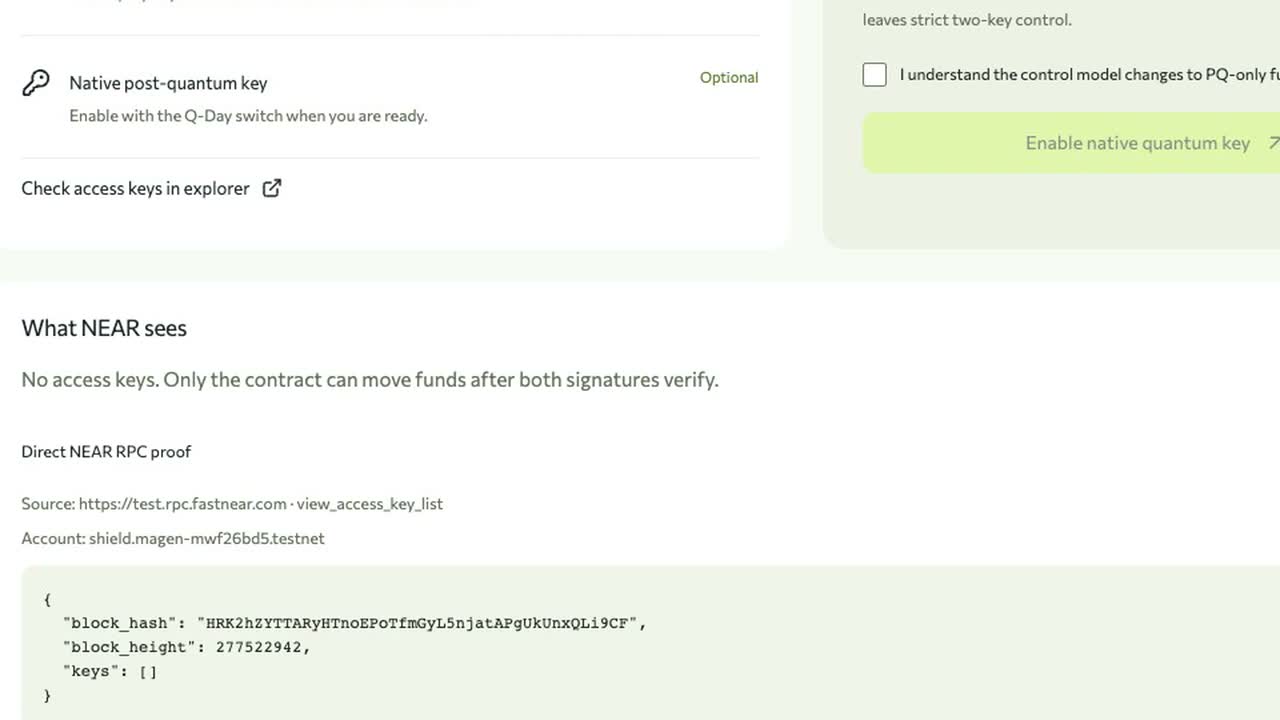 leaves strict two-key control.
Native post-quantum key
Optional
Enable with the Q-Day switch when you are ready.
I understand the control model changes to PQ-only
Enable native quantum key
Check access keys in explorer
What NEAR sees
No access keys. Only the contract can move funds after both signatures verify.
Direct NEAR RPC proof
Source: https://test.rpc.fastnear.com · view_access_key_list
Account: shield.magen-mwf26bd5.testnet
{
"block_hash": "HRK2hZYTTARyHTnoEPoTfmGyL5njatAPgUkUnxQLi9CF",
"block_height": 277522942,
"keys": []
}